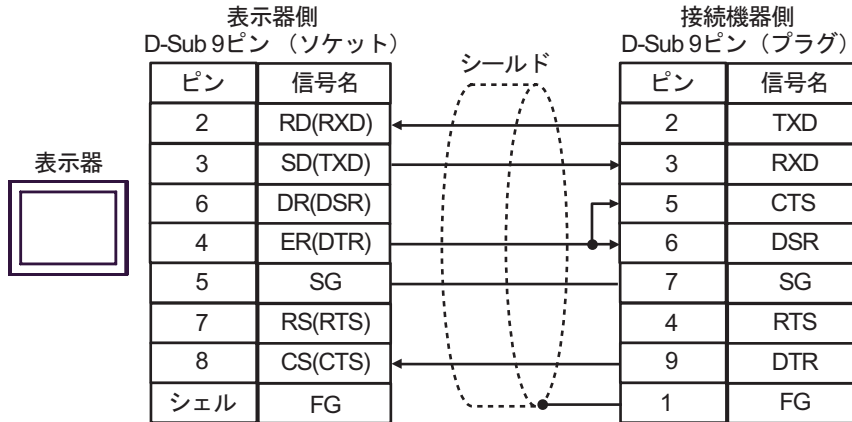 表示器側
D-Sub 9ピン （ソケット）
接続機器側
D-Sub 9ピン（プラグ）
シールド
表示器
ピン 信号名 ピン 信号名
2 RD(RXD) 2 TXD
3 SD(TXD) 3 RXD
6 DR(DSR) 5 CTS
4 ER(DTR) 6 DSR
5 SG 7 SG
7 RS(RTS) 4 RTS
8 CS(CTS) 9 DTR
シェル FG 1 FG